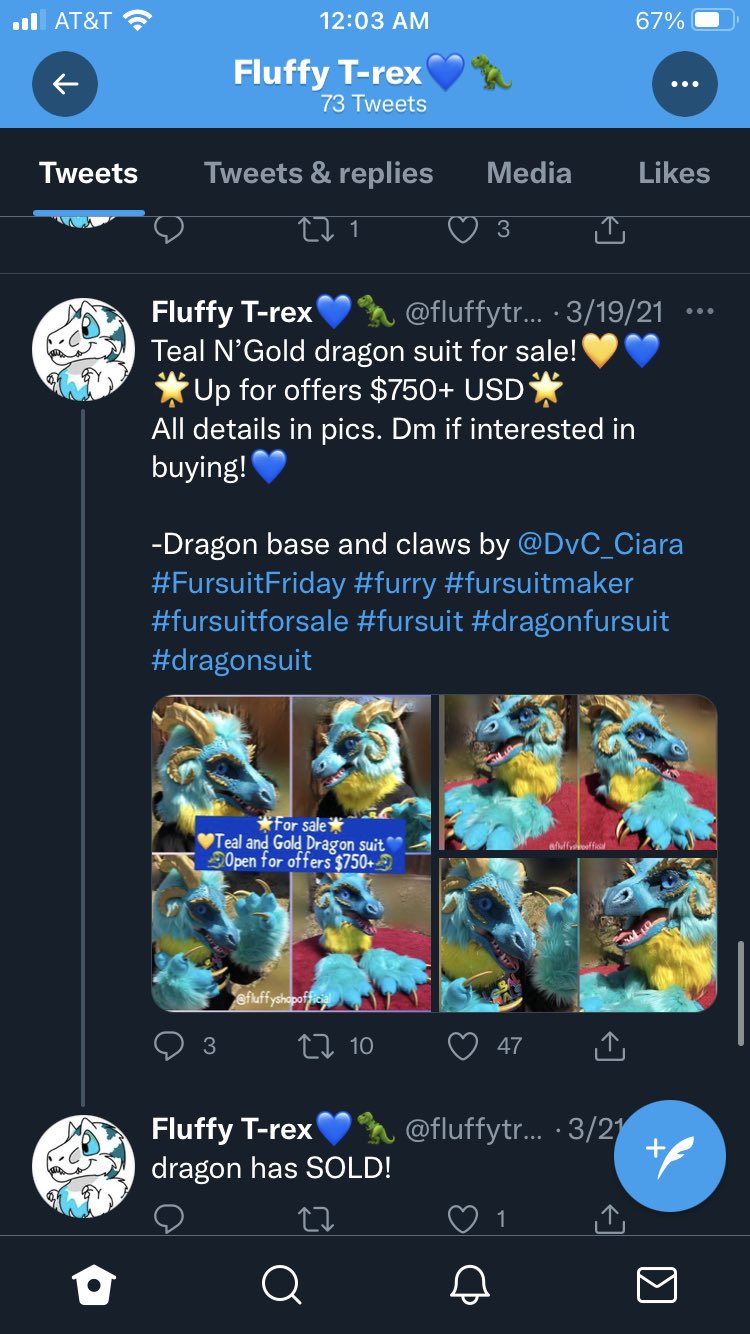 AT&T 12:03 AM 67%
Fluffy T-rex💙🦖
73 Tweets
Tweets Tweets & replies Media Likes
1 3
Fluffy T-rex💙🦖 @fluffytr... · 3/19/21
Teal N’Gold dragon suit for sale!💛💙
🌟Up for offers $750+ USD🌟
All details in pics. Dm if interested in
buying!💙
-Dragon base and claws by @DvC_Ciara
#FursuitFriday #furry #fursuitmaker
#fursuitforsale #fursuit #dragonfursuit
#dragonsuit
🌟For sale🌟
💛Teal and Gold Dragon suit💙
🐉Open for offers $750+🐉
@fluffyshopofficial
@fluffyshopofficial
3 10 47
Fluffy T-rex💙🦖 @fluffytr... · 3/21
dragon has SOLD!
1